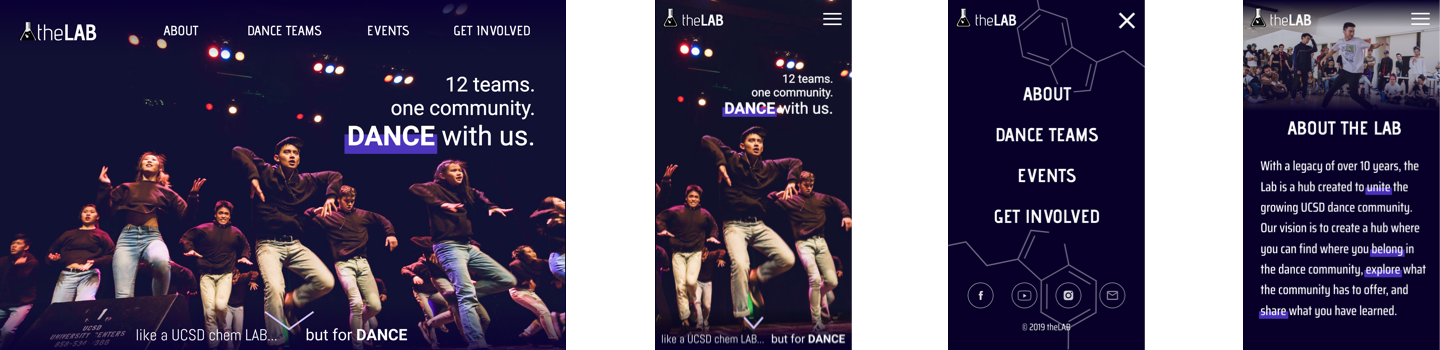 theLAB
ABOUT DANCE TEAMS EVENTS GET INVOLVED
12 teams.
one community.
DANCE with us.
UCSD
UNIVERSITY CENTERS
like a UCSD chem LAB... but for DANCE
theLAB
12 teams.
one community.
DANCE with us.
like a UCSD chem LAB... but for DANCE
theLAB
ABOUT
DANCE TEAMS
EVENTS
GET INVOLVED
© 2019 theLAB
theLAB
ABOUT THE LAB
With a legacy of over 10 years, the
Lab is a hub created to unite the
growing UCSD dance community.
Our vision is to create a hub where
you can find where you belong in
the dance community, explore what
the community has to offer, and
share what you have learned.